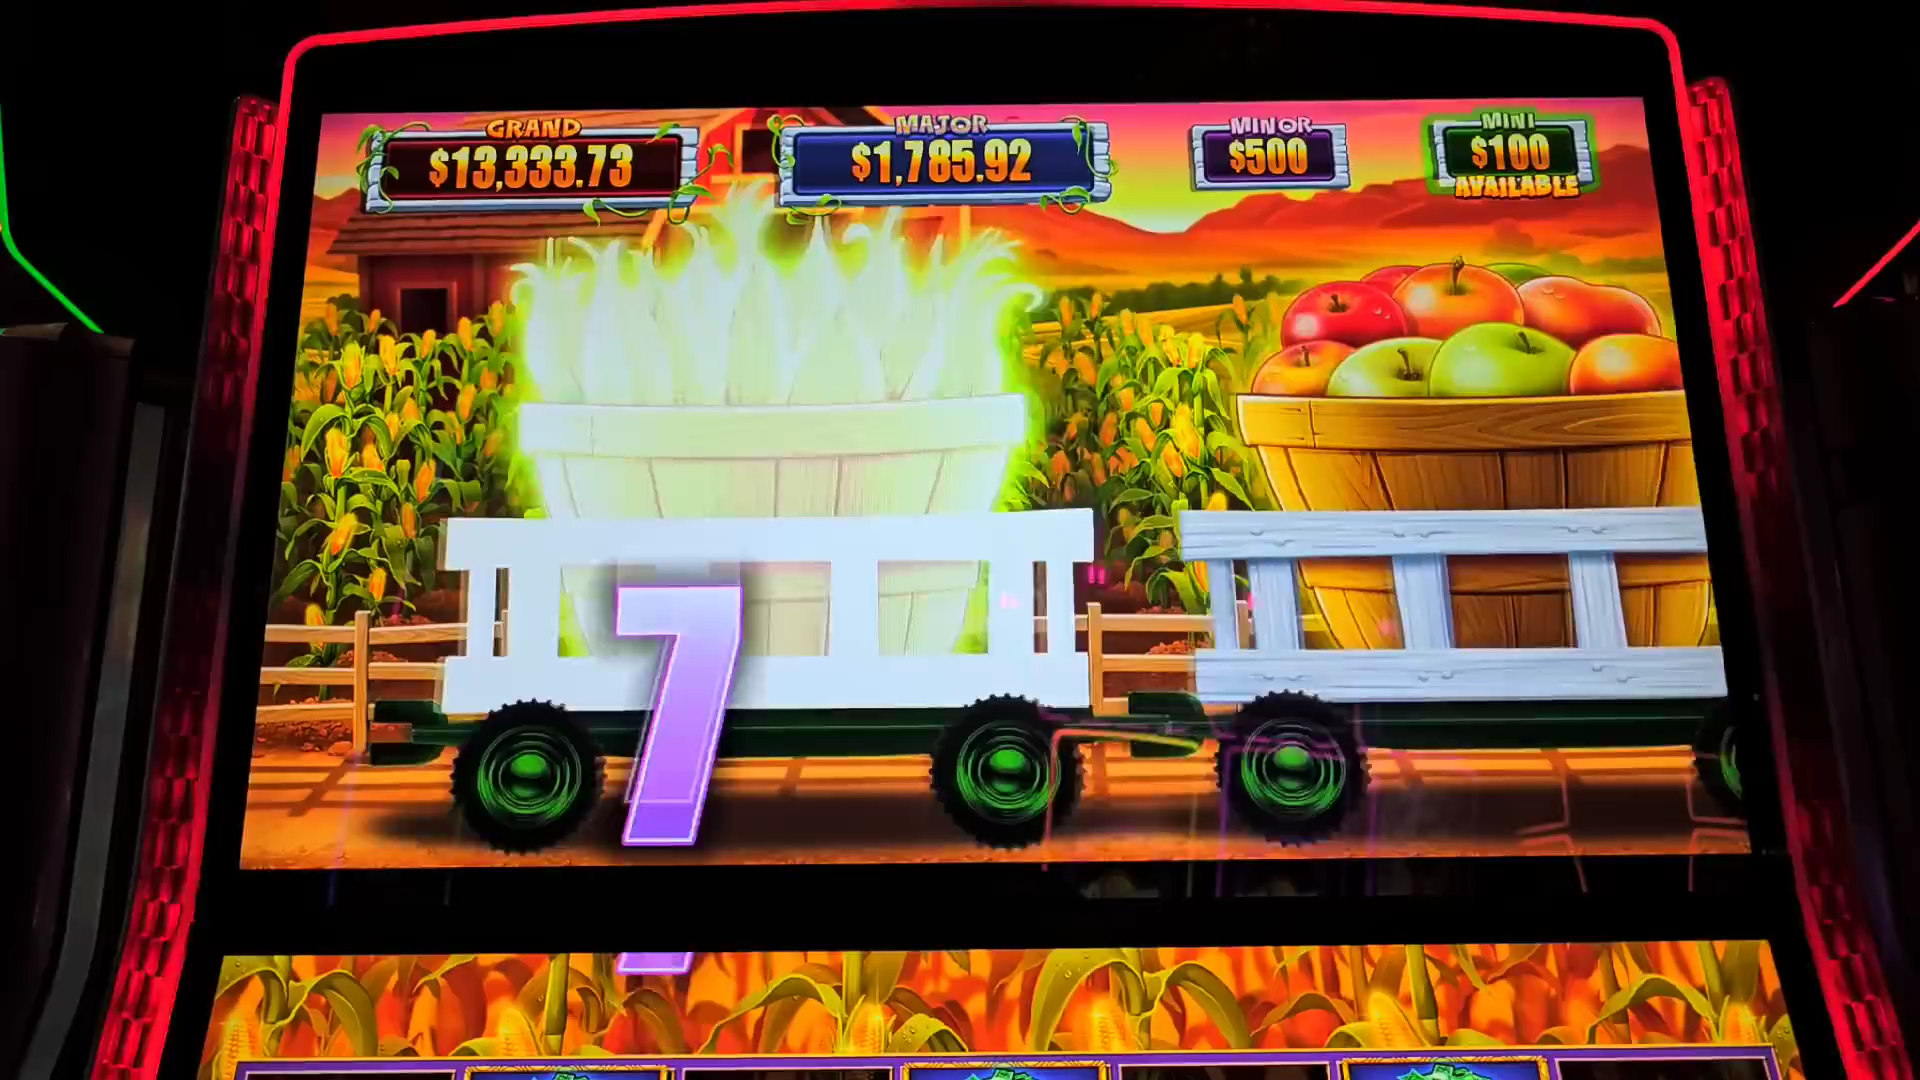 GRAND
$13,333.73
MAJOR
$1,785.92
MINOR
$500
MINI
$100
AVAILABLE
7